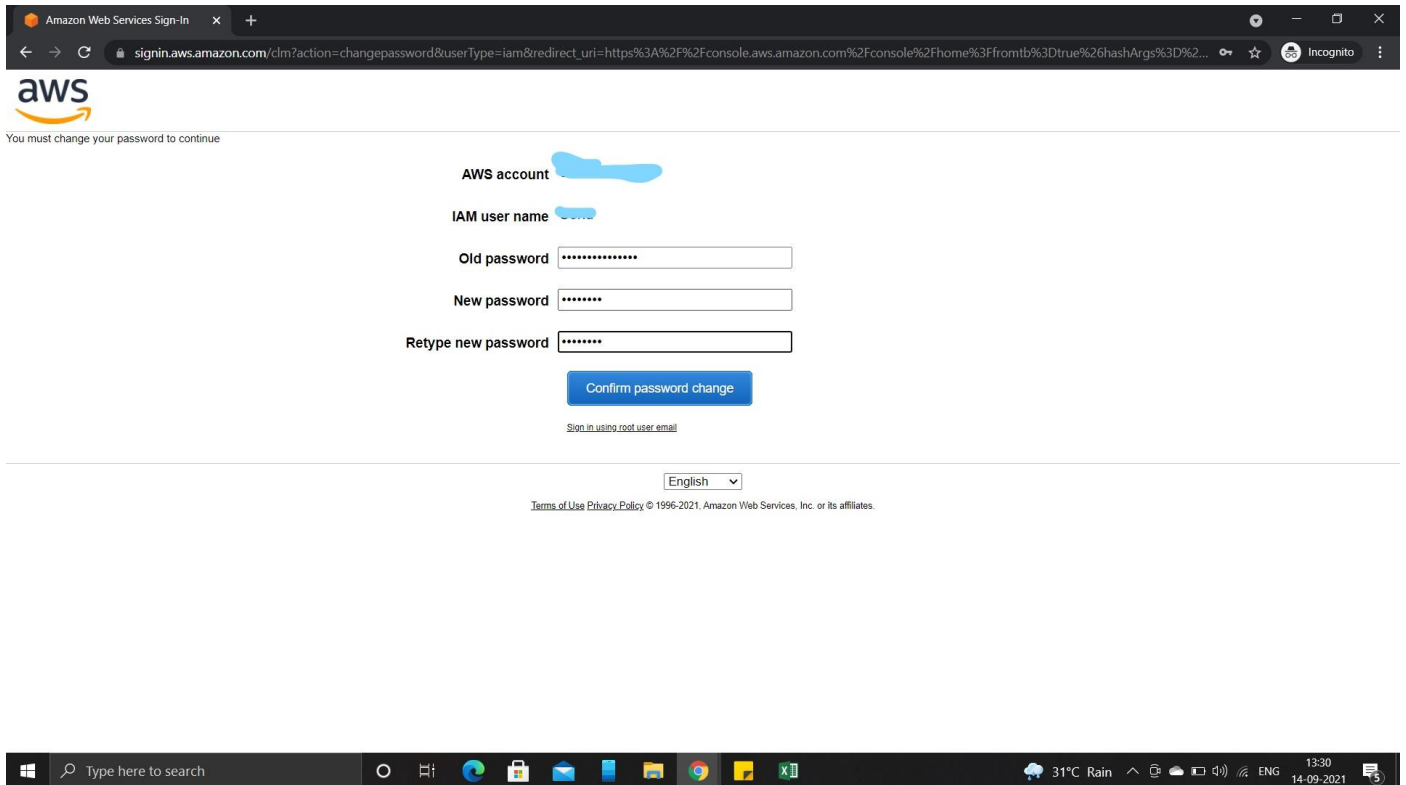 Amazon Web Services Sign-In
signin.aws.amazon.com/clm?action=changepassword&userType=iam&redirect_uri=https%3A%2F%2Fconsole.aws.amazon.com%2Fconsole%2Fhome%3Ffromtb%3Dtrue%26hashArgs%3D%2... Incognito
aws
You must change your password to continue
AWS account
IAM user name
Old password •••••••••••••••
New password ••••••••
Retype new password ••••••••
Confirm password change
Sign in using root user email
English
Terms of Use Privacy Policy © 1996-2021, Amazon Web Services, Inc. or its affiliates.
Type here to search
31°C Rain
ENG
13:30
14-09-2021
5